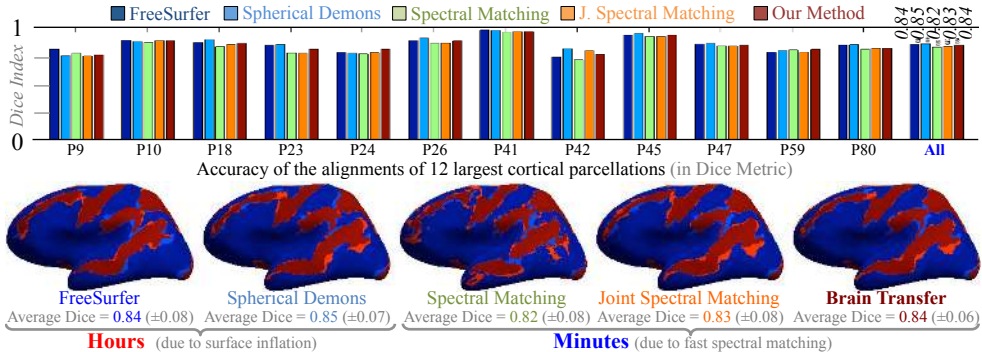 FreeSurfer Spherical Demons Spectral Matching J. Spectral Matching Our Method
1
Dice Index
0
0.84 0.85 0.82 0.83 0.84
P9 P10 P18 P23 P24 P26 P41 P42 P45 P47 P59 P80 All
Accuracy of the alignments of 12 largest cortical parcellations (in Dice Metric)
FreeSurfer Spherical Demons Spectral Matching Joint Spectral Matching Brain Transfer
Average Dice = 0.84 (±0.08) Average Dice = 0.85 (±0.07) Average Dice = 0.82 (±0.08) Average Dice = 0.83 (±0.08) Average Dice = 0.84 (±0.06)
Hours (due to surface inflation) Minutes (due to fast spectral matching)